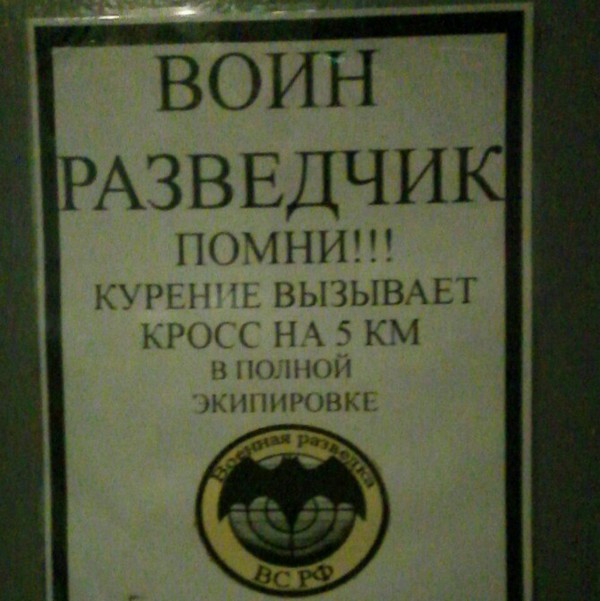 ВОИН
РАЗВЕДЧИК
ПОМНИ!!!
КУРЕНИЕ ВЫЗЫВАЕТ
КРОСС НА 5 КМ
В ПОЛНОЙ
ЭКИПИРОВКЕ
Военная разведка
ВС РФ